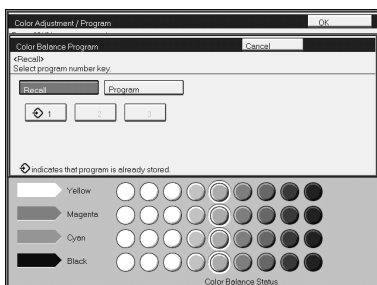 Color Adjustment / Program
OK
Color Balance Program
Cancel
<Recall>
Select program number key.
Recall
Program
1
2
3
indicates that program is already stored.
Yellow
Magenta
Cyan
Black
Color Balance Status